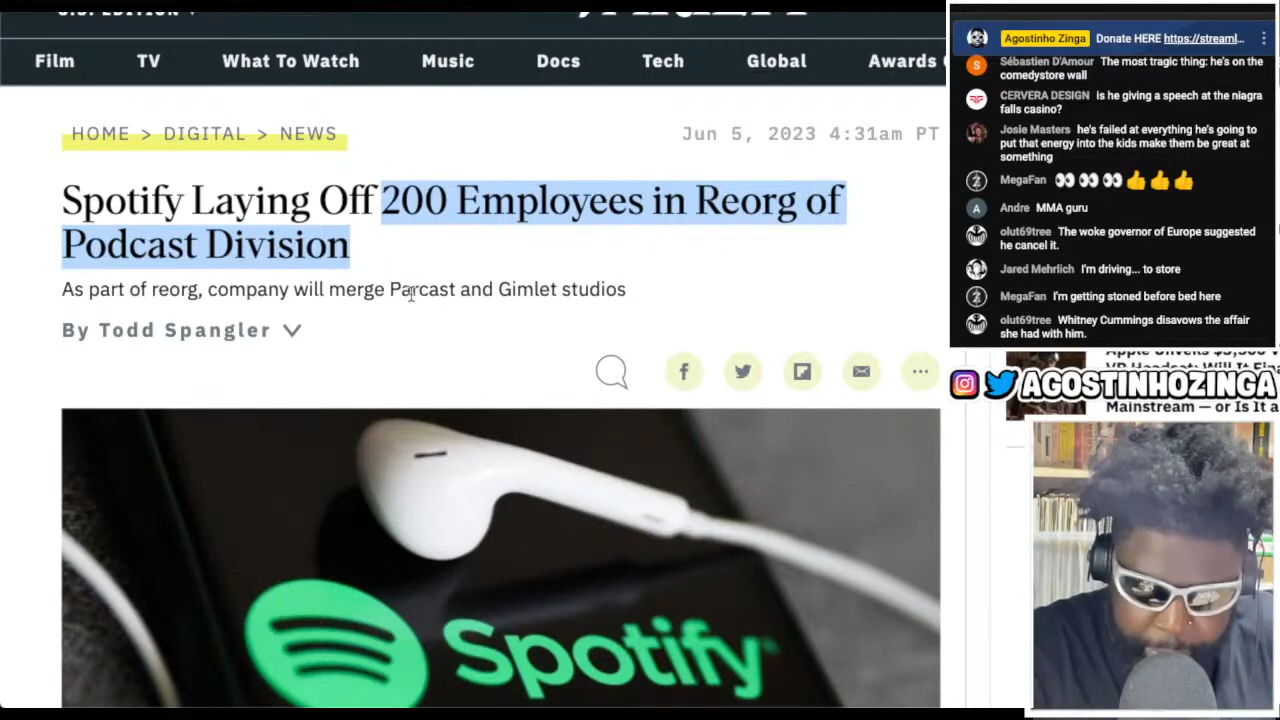 Film TV What To Watch Music Docs Tech Global Awards
HOME > DIGITAL > NEWS
Jun 5, 2023 4:31am PT
Spotify Laying Off 200 Employees in Reorg of
Podcast Division
As part of reorg, company will merge Parcast and Gimlet studios
By Todd Spangler
f
...
Spotify
Agostinho Zinga Donate HERE https://streaml...
Sébastien D'Amour The most tragic thing: he's on the
comedystore wall
CERVERA DESIGN is he giving a speech at the niagra
falls casino?
Josie Masters he's failed at everything he's going to
put that energy into the kids make them be great at
something
MegaFan 👀👀👀👍👍👍
A Andre MMA guru
olut69tree The woke governor of Europe suggested
he cancel it.
Jared Mehrlich I'm driving... to store
MegaFan I'm getting stoned before bed here
olut69tree Whitney Cummings disavows the affair
she had with him.
AGOSTINHOZINGA
Mainstream — or Is It a